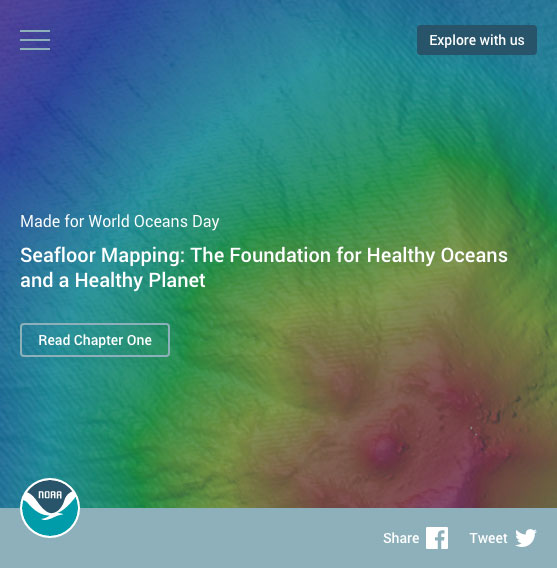 Explore with us
Made for World Oceans Day
Seafloor Mapping: The Foundation for Healthy Oceans
and a Healthy Planet
Read Chapter One
NOAA
Share
Tweet